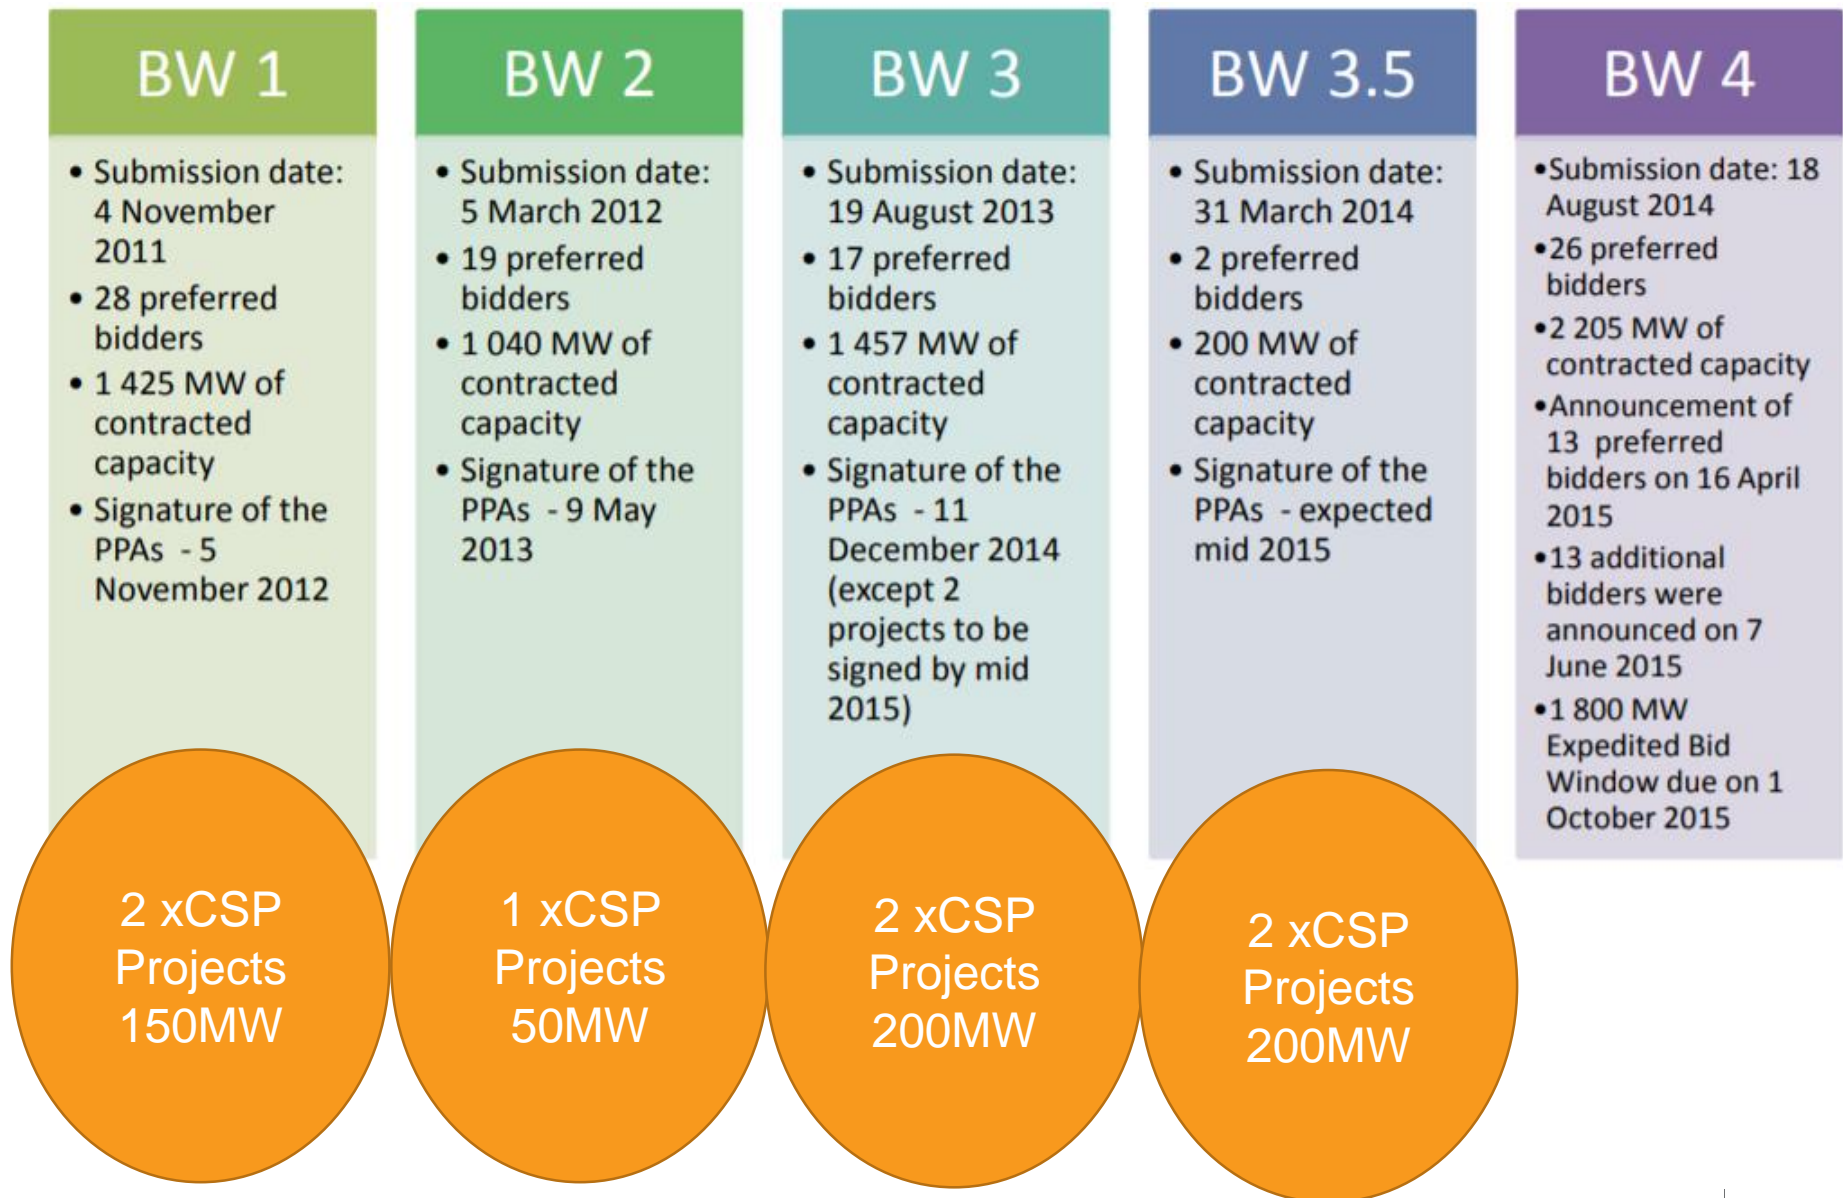 BW 1
• Submission date:
4 November
2011
• 28 preferred
bidders
• 1 425 MW of
contracted
capacity
• Signature of the
PPAs - 5
November 2012
2 xCSP
Projects
150MW
BW 2
• Submission date:
5 March 2012
• 19 preferred
bidders
• 1 040 MW of
contracted
capacity
• Signature of the
PPAs - 9 May
2013
1 xCSP
Projects
50MW
BW 3
• Submission date:
19 August 2013
• 17 preferred
bidders
• 1 457 MW of
contracted
capacity
• Signature of the
PPAs - 11
December 2014
(except 2
projects to be
signed by mid
2015)
2 xCSP
Projects
200MW
BW 3.5
• Submission date:
31 March 2014
• 2 preferred
bidders
• 200 MW of
contracted
capacity
• Signature of the
PPAs - expected
mid 2015
2 xCSP
Projects
200MW
BW 4
•Submission date: 18
August 2014
•26 preferred
bidders
•2 205 MW of
contracted capacity
•Announcement of
13 preferred
bidders on 16 April
2015
•13 additional
bidders were
announced on 7
June 2015
•1 800 MW
Expedited Bid
Window due on 1
October 2015